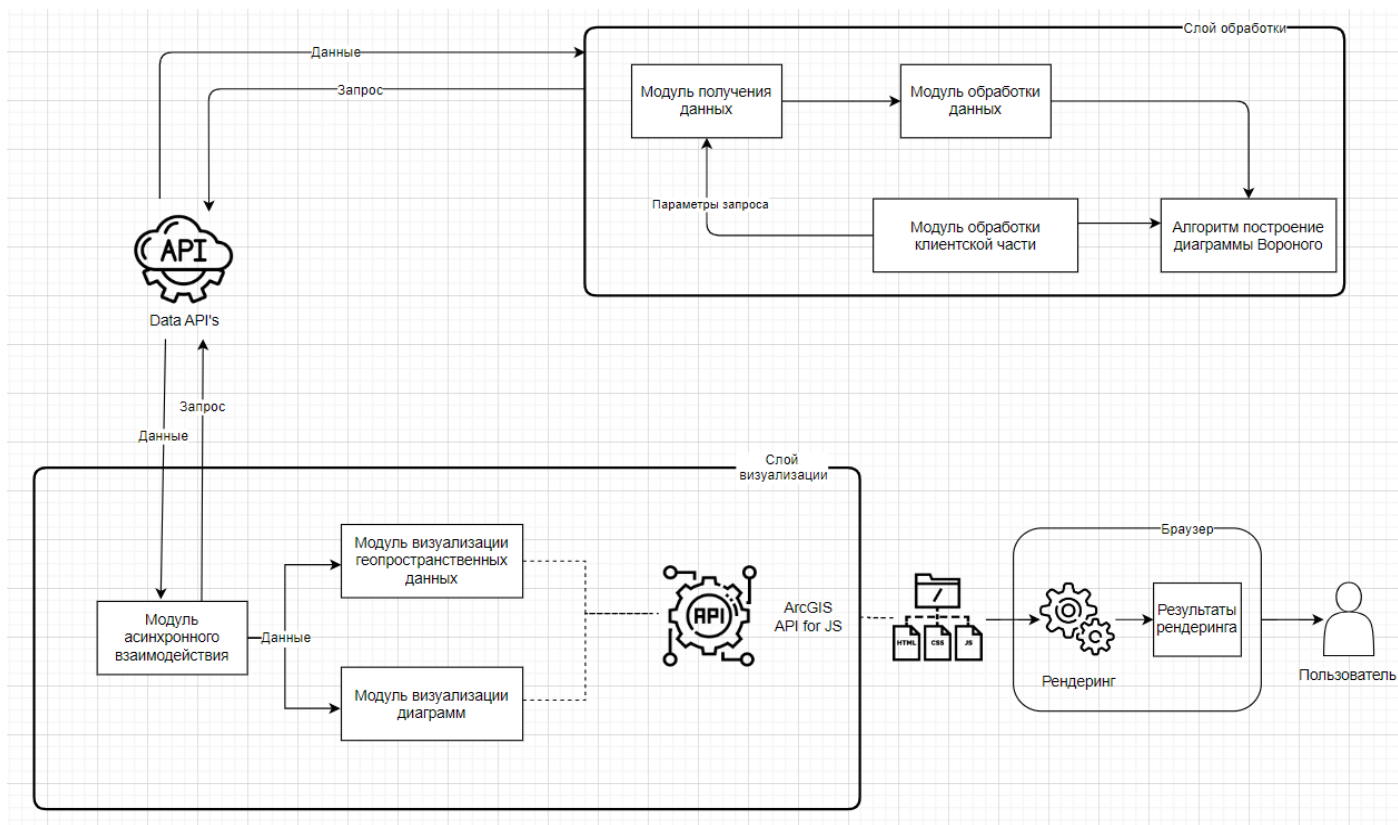 Слой обработки
Данные
Запрос
Модуль получения
данных
Модуль обработки
данных
Параметры запроса
Модуль обработки
клиентской части
Алгоритм построение
диаграммы Вороного
API
Data API's
Запрос
Данные
Слой
визуализации
Модуль
асинхронного
взаимодействия
Данные
Модуль визуализации
геопространственных
данных
Модуль визуализации
диаграмм
API
ArcGIS
API for JS
HTML
CSS
JS
Браузер
Рендеринг
Результаты
рендеринга
Пользователь